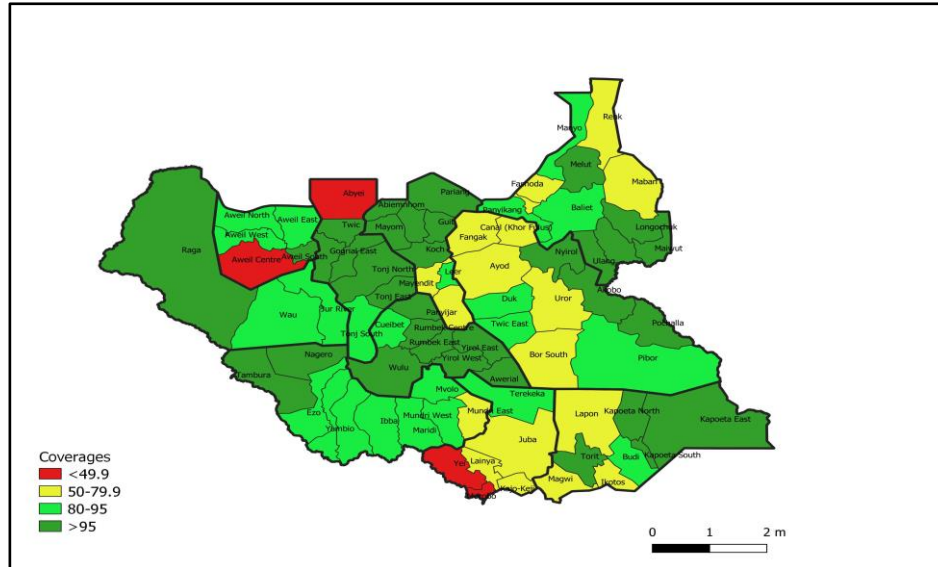 Renk
Manyo
Melut
Maban
Fashoda
Pariang
Abyei
Abiemnhom
Panyikang
Baliet
Aweil North
Aweil East
Twic
Mayom
Guit
Canal (Khor Fulus)
Longochuk
Aweil West
Fangak
Maiwut
Raga
Aweil Centre
Aweil South
Gogrial East
Koch
Nyirol
Ulang
Tonj North
Leer
Ayod
Mayendit
Akobo
Tonj East
Duk
Uror
Wau
Jur River
Panyijar
Pochalla
Cueibet
Rumbek Centre
Twic East
Tonj South
Rumbek East
Yirol East
Nagero
Yirol West
Bor South
Pibor
Tambura
Wulu
Awerial
Mvolo
Terekeka
Ezo
Mundri West
Mundri East
Lapon
Kapoeta North
Kapoeta East
Yambio
Ibba
Maridi
Juba
Torit
Budi
Kapoeta South
Yei
Lainya
Magwi
Ikotos
Kajo-Keji
Coverages
<49.9
50-79.9
80-95
>95
0 1 2 m